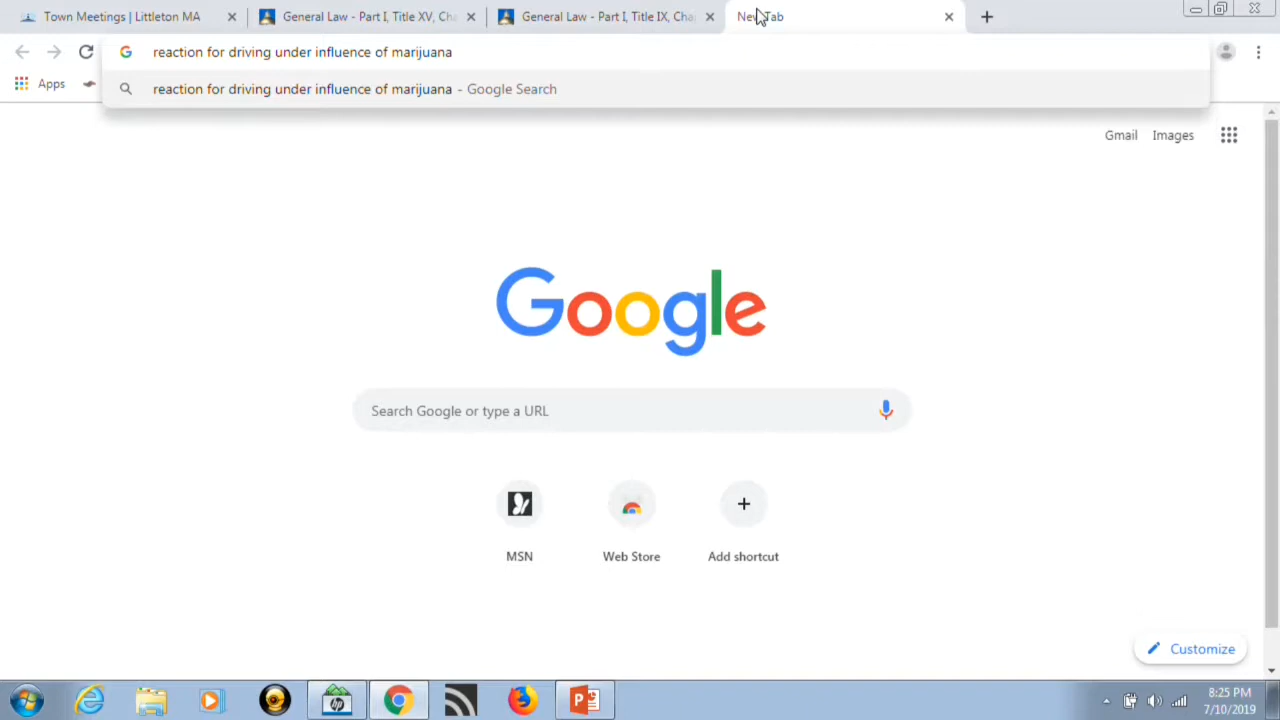 Town Meetings | Littleton MA
General Law - Part I, Title XV, Cha
General Law - Part I, Title IX, Cha
New Tab
reaction for driving under influence of marijuana
Apps
reaction for driving under influence of marijuana - Google Search
Gmail Images
Google
Search Google or type a URL
MSN Web Store Add shortcut
Customize
8:25 PM
7/10/2019